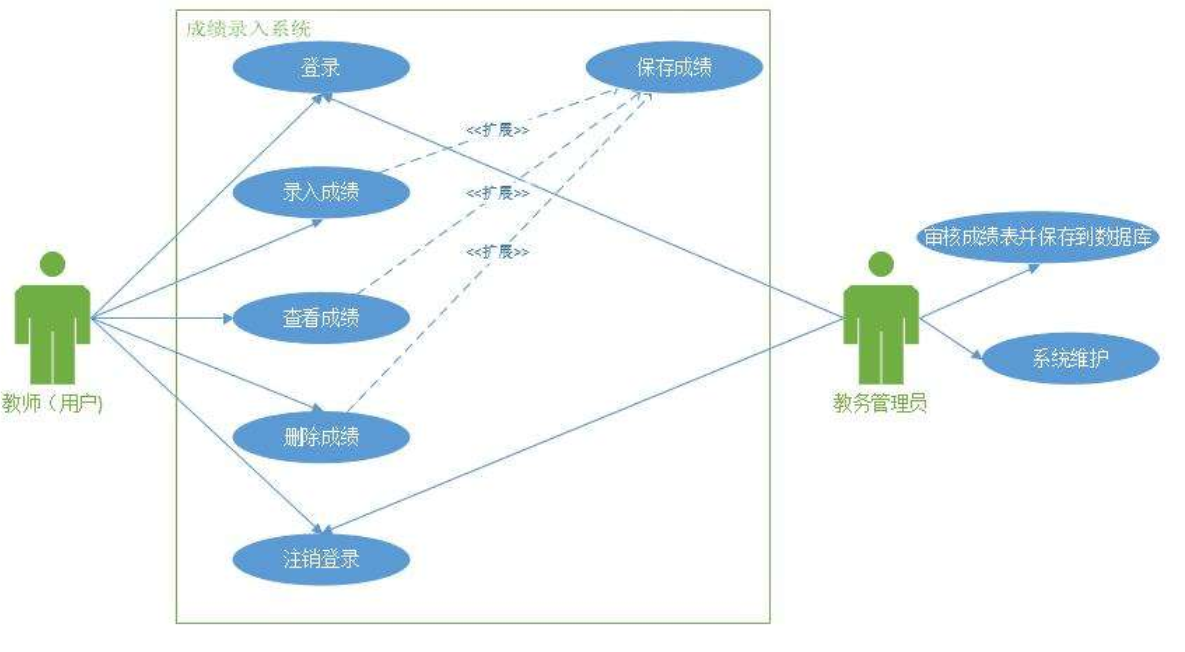 成绩录入系统
登录
保存成绩
<<扩展>>
录入成绩
<<扩展>>
审核成绩表并保存到数据库
<<扩展>>
查看成绩
系统维护
教师（用户)
教务管理员
删除成绩
注销登录